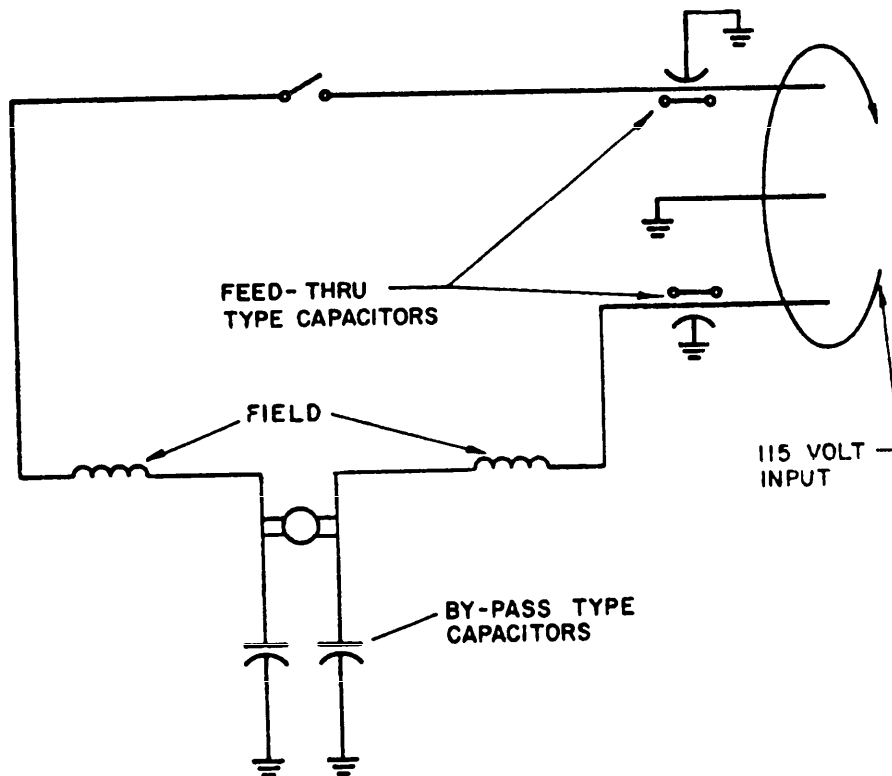 FEED-THRU
TYPE CAPACITORS
FIELD
115 VOLT
INPUT
BY-PASS TYPE
CAPACITORS